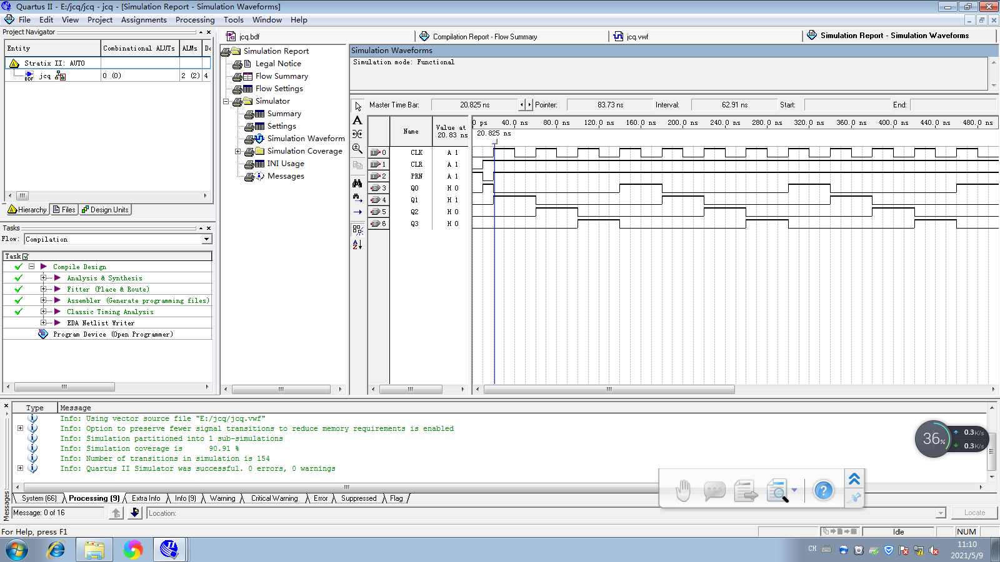 Quartus II - E:/jcq/jcq - jcq - [Simulation Report - Simulation Waveforms]
File Edit View Project Assignments Processing Tools Window Help
Project Navigator
Entity Combinational ALUTs ALMs De
Stratix II: AUTO
jcq 0 (0) 2 (2) 4
Hierarchy Files Design Units
Tasks
Flow: Compilation
Task
Compile Design
Analysis & Synthesis
Fitter (Place & Route)
Assembler (Generate programming files)
Classic Timing Analysis
EDA Netlist Writer
Program Device (Open Programmer)
jcq.bdf
Compilation Report - Flow Summary
jcq.vwf
Simulation Report - Simulation Waveforms
Simulation Report
Legal Notice
Flow Summary
Flow Settings
Simulator
Summary
Settings
Simulation Waveform
Simulation Coverage
INI Usage
Messages
Simulation Waveforms
Simulation mode: Functional
Master Time Bar: 20.825 ns Pointer: 83.73 ns Interval: 62.91 ns Start: End:
Name Value at 20.83 ns
0 ps 40.0 ns 80.0 ns 120.0 ns 160.0 ns 200.0 ns 240.0 ns 280.0 ns 320.0 ns 360.0 ns 400.0 ns 440.0 ns 480.0 ns
20.825 ns
0 CLK A 1
1 CLR A 1
2 PRN A 1
3 Q0 H 0
4 Q1 H 1
5 Q2 H 0
6 Q3 H 0
Type Message
Info: Using vector source file "E:/jcq/jcq.vwf"
Info: Option to preserve fewer signal transitions to reduce memory requirements is enabled
Info: Simulation partitioned into 1 sub-simulations
Info: Simulation coverage is 90.91 %
Info: Number of transitions in simulation is 154
Info: Quartus II Simulator was successful. 0 errors, 0 warnings
36%
0.3K/s
0.3K/s
System (66) Processing (9) Extra Info Info (9) Warning Critical Warning Error Suppressed Flag
Messages
Message: 0 of 16 Location: Locate
For Help, press F1 Idle NUM
CH
11:10
2021/5/9